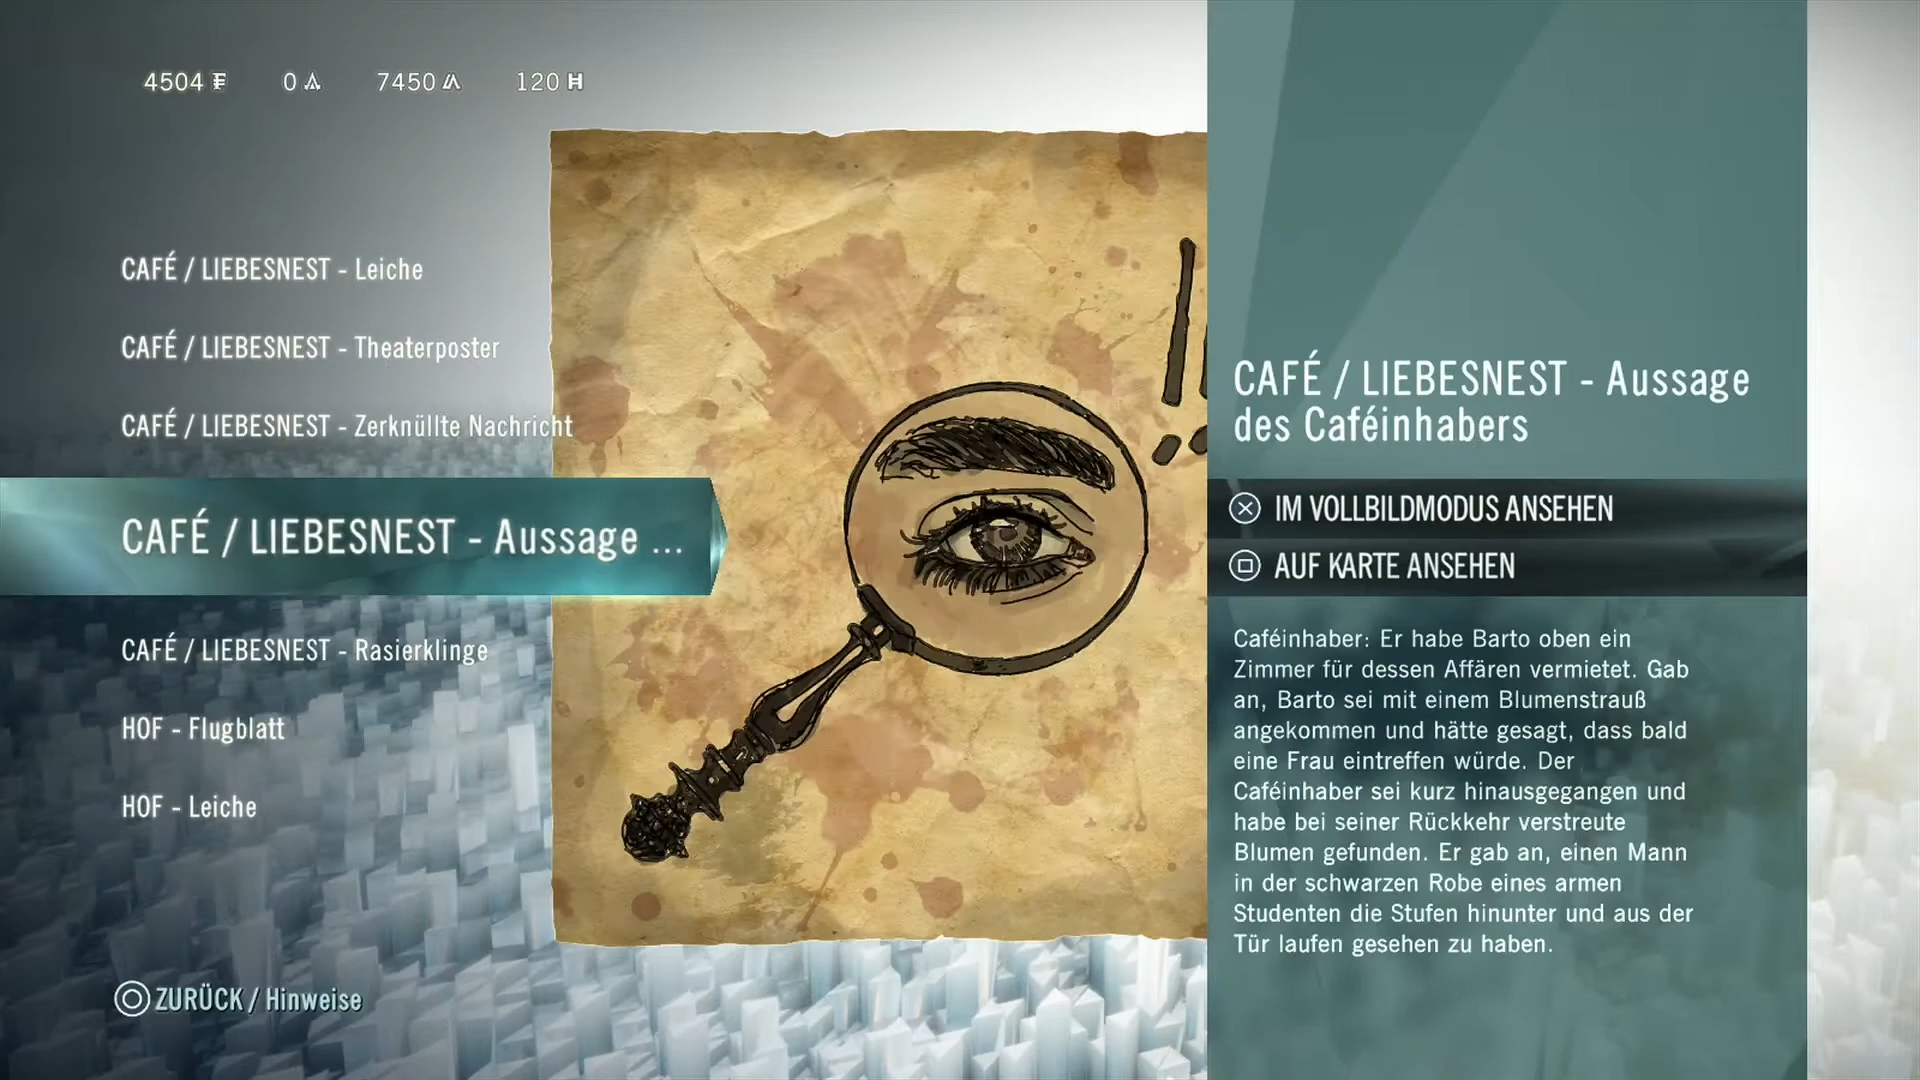 4504 0 7450 120
CAFÉ / LIEBESNEST - Leiche
CAFÉ / LIEBESNEST - Theaterposter
CAFÉ / LIEBESNEST - Zerknüllte Nachricht
CAFÉ / LIEBESNEST - Aussage ...
CAFÉ / LIEBESNEST - Rasierklinge
HOF - Flugblatt
HOF - Leiche
ZURÜCK / Hinweise
CAFÉ / LIEBESNEST - Aussage
des Caféinhabers
IM VOLLBILDMODUS ANSEHEN
AUF KARTE ANSEHEN
Caféinhaber: Er habe Barto oben ein
Zimmer für dessen Affären vermietet. Gab
an, Barto sei mit einem Blumenstrauß
angekommen und hätte gesagt, dass bald
eine Frau eintreffen würde. Der
Caféinhaber sei kurz hinausgegangen und
habe bei seiner Rückkehr verstreute
Blumen gefunden. Er gab an, einen Mann
in der schwarzen Robe eines armen
Studenten die Stufen hinunter und aus der
Tür laufen gesehen zu haben.